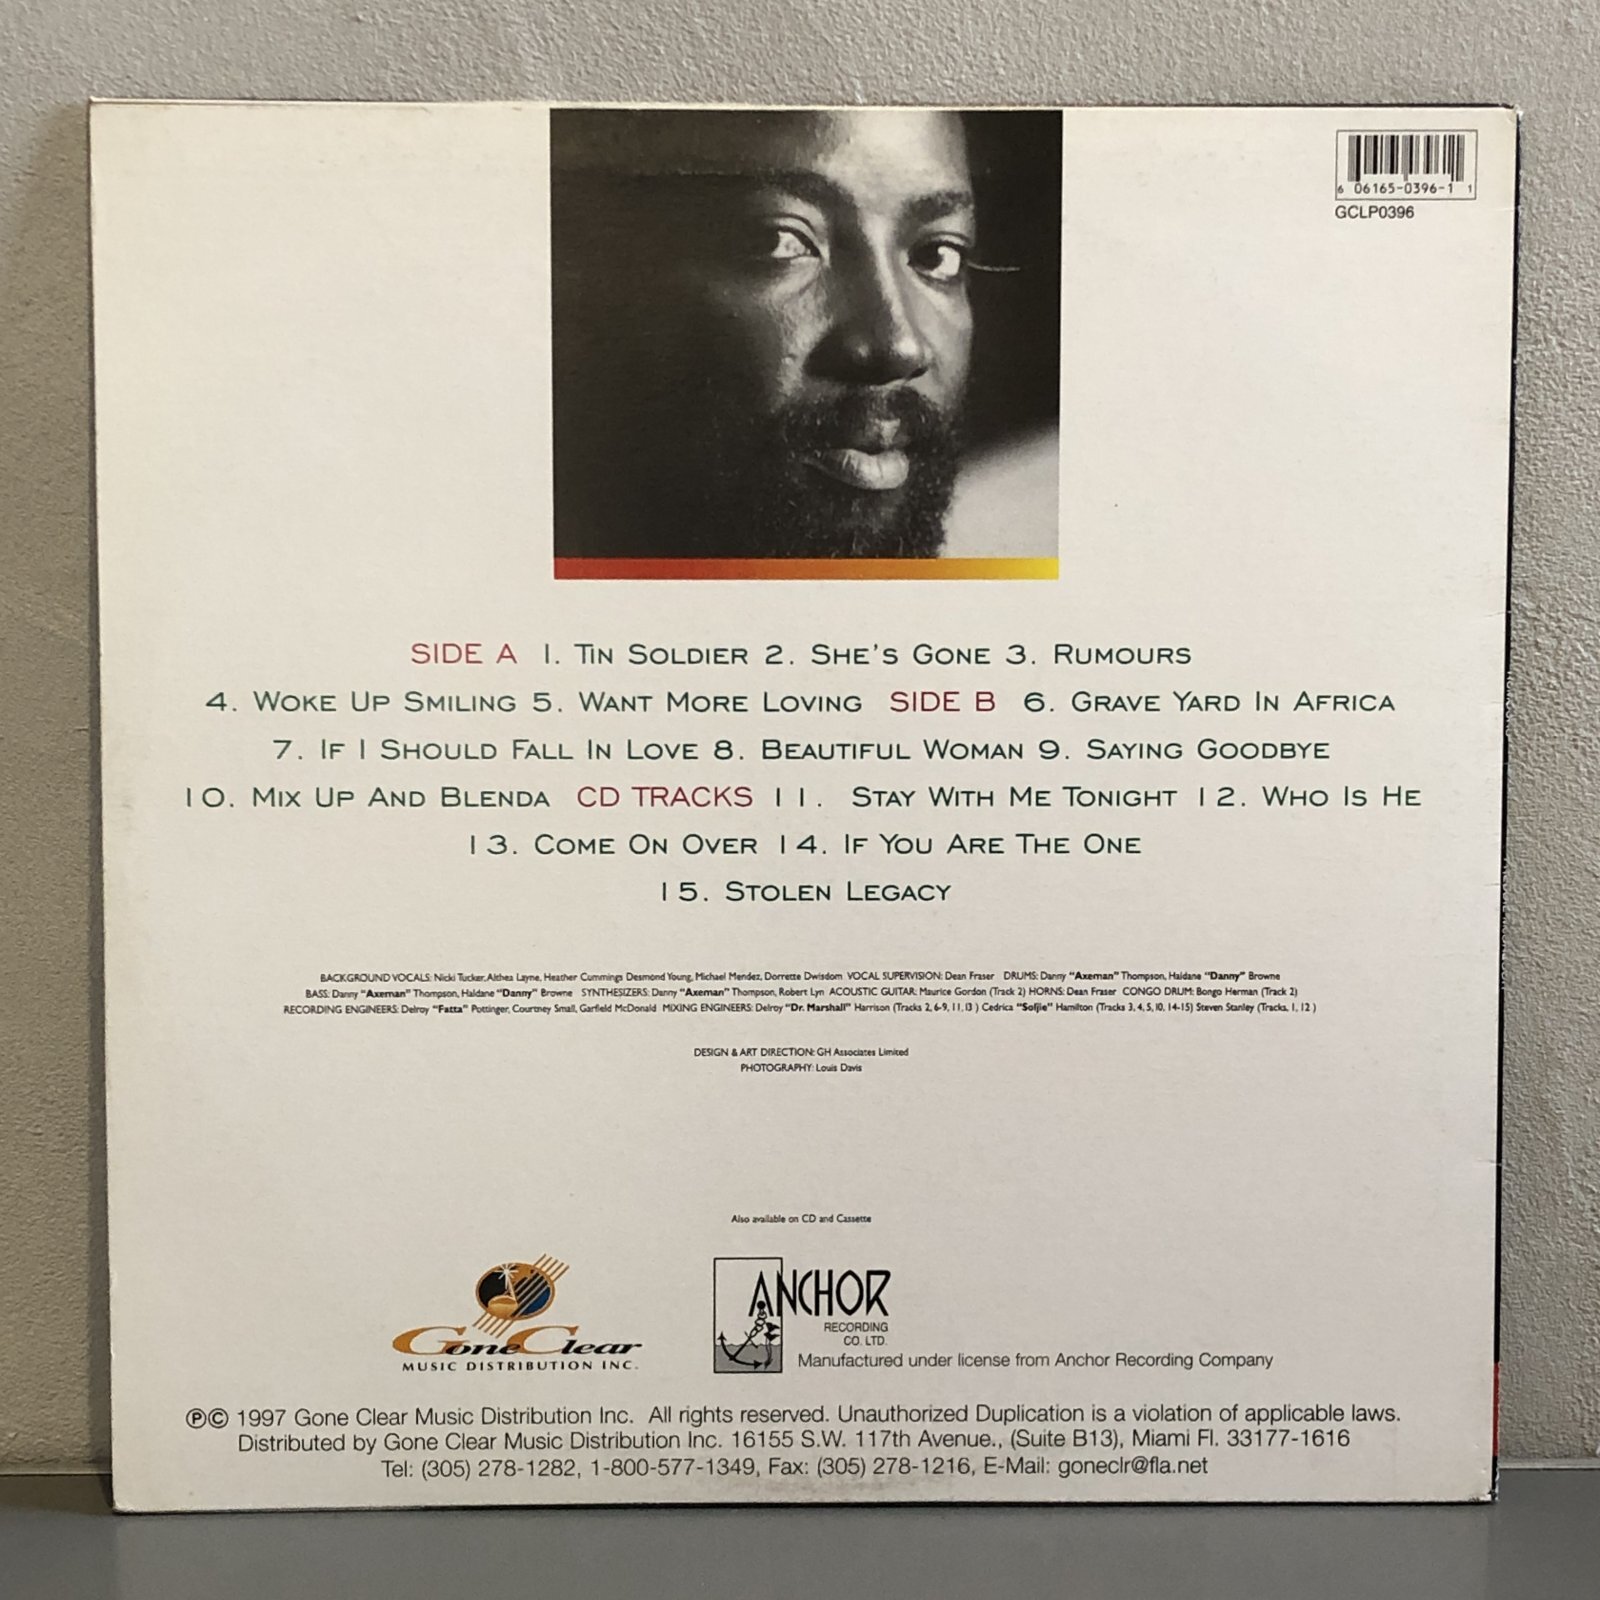 6 06165-0396-1 1
GCLP0396
SIDE A 1. TIN SOLDIER 2. SHE'S GONE 3. RUMOURS
4. WOKE UP SMILING 5. WANT MORE LOVING SIDE B 6. GRAVE YARD IN AFRICA
7. IF I SHOULD FALL IN LOVE 8. BEAUTIFUL WOMAN 9. SAYING GOODBYE
10. MIX UP AND BLENDA CD TRACKS 11. STAY WITH ME TONIGHT 12. WHO IS HE
13. COME ON OVER 14. IF YOU ARE THE ONE
15. STOLEN LEGACY
BACKGROUND VOCALS: Nicki Tucker, Althea Layne, Heather Cummings Desmond Young, Michael Mendez, Dorrette Dwisdom VOCAL SUPERVISION: Dean Fraser DRUMS: Danny "Axeman" Thompson, Haldane "Danny" Browne
BASS: Danny "Axeman" Thompson, Haldane "Danny" Browne SYNTHESIZERS: Danny "Axeman" Thompson, Robert Lyn ACOUSTIC GUITAR: Maurice Gordon (Track 2) HORNS: Dean Fraser CONGO DRUM: Bongo Herman (Track 2)
RECORDING ENGINEERS: Delroy "Fatta" Pottinger, Courtney Small, Garfield McDonald MIXING ENGINEERS: Delroy "Dr. Marshall" Harrison (Tracks 2, 6-9, 11, 13 ) Cedrica "Soljie" Hamilton (Tracks 3, 4, 5, 10, 14-15) Steven Stanley (Tracks, 1, 12 )
DESIGN & ART DIRECTION: GH Associates Limited
PHOTOGRAPHY: Louis Davis
Also available on CD and Cassette
Gone Clear
MUSIC DISTRIBUTION INC.
ANCHOR
RECORDING
CO. LTD.
Manufactured under license from Anchor Recording Company
ⓅⒸ 1997 Gone Clear Music Distribution Inc. All rights reserved. Unauthorized Duplication is a violation of applicable laws.
Distributed by Gone Clear Music Distribution Inc. 16155 S.W. 117th Avenue., (Suite B13), Miami Fl. 33177-1616
Tel: (305) 278-1282, 1-800-577-1349, Fax: (305) 278-1216, E-Mail: goneclr@fla.net